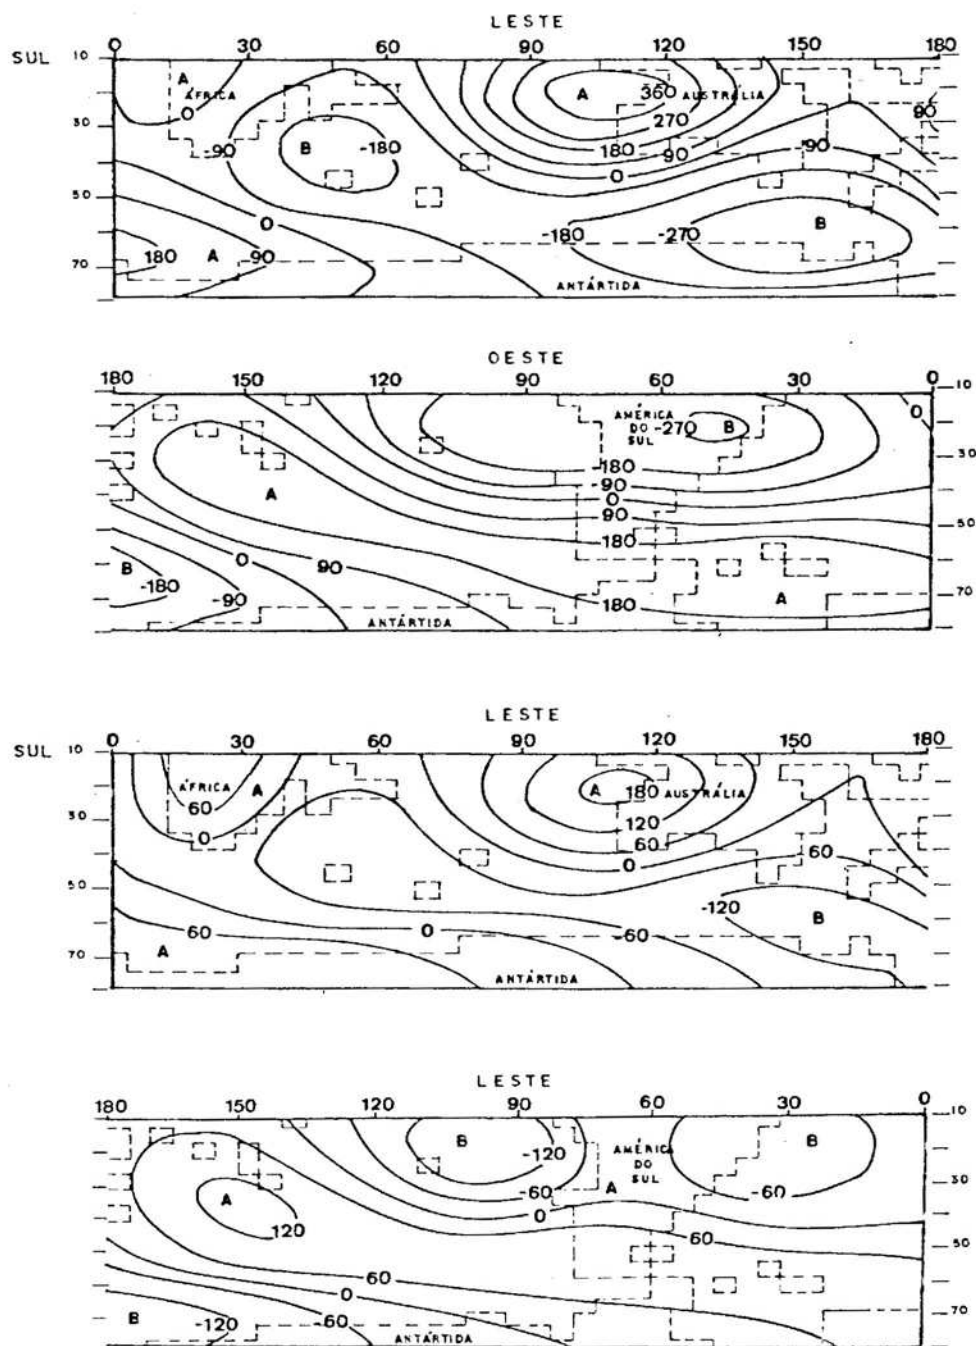 LESTE
SUL 0 30 60 90 120 150 180
10
A ÁFRICA A 360 AUSTRÁLIA
0 270 90
30
-90 B -180 180 90 -90
0
50
0 -180 -270 B
180 A 90
70
ANTÁRTIDA
OESTE
180 150 120 90 60 30 0
10
AMÉRICA DO SUL -270 B 0
30
180
A 90
0
90 50
180
0 90
B -180
-90 180 A 70
ANTÁRTIDA
LESTE
SUL 0 30 60 90 120 150 180
10
ÁFRICA A A 180 AUSTRÁLIA
60 120
30
0 60
0 60
50
-120 B
60 0 -60
A
70
ANTÁRTIDA
LESTE
180 150 120 90 60 30 0
10
B AMÉRICA DO SUL B
-120
-60 A -60 30
A 0
120 60
50
60
0
B -120 -60 70
ANTÁRTIDA